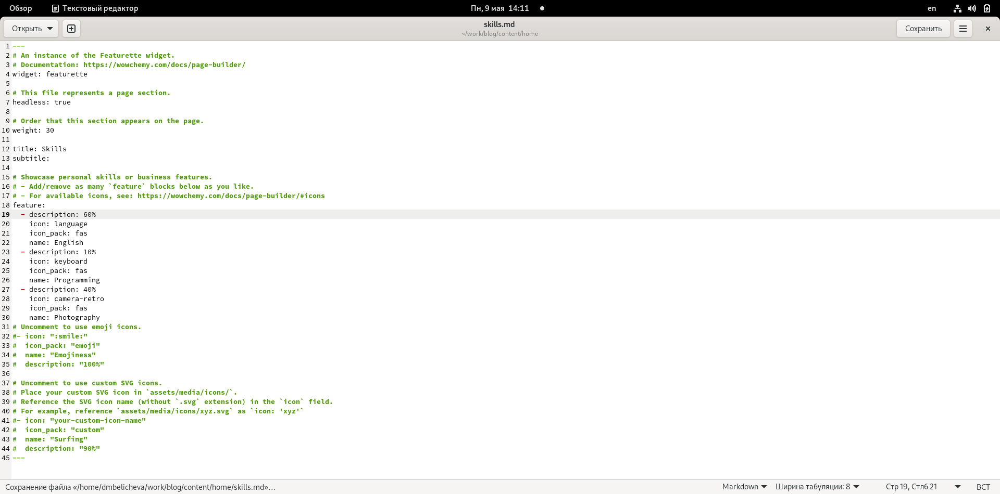 Обзор Текстовый редактор Пн, 9 мая 14:11 en
Открыть skills.md Сохранить
~/work/blog/content/home
1 ---
2 # An instance of the Featurette widget.
3 # Documentation: https://wowchemy.com/docs/page-builder/
4 widget: featurette
5
6 # This file represents a page section.
7 headless: true
8
9 # Order that this section appears on the page.
10 weight: 30
11
12 title: Skills
13 subtitle:
14
15 # Showcase personal skills or business features.
16 # - Add/remove as many `feature` blocks below as you like.
17 # - For available icons, see: https://wowchemy.com/docs/page-builder/#icons
18 feature:
19   - description: 60%
20     icon: language
21     icon_pack: fas
22     name: English
23   - description: 10%
24     icon: keyboard
25     icon_pack: fas
26     name: Programming
27   - description: 40%
28     icon: camera-retro
29     icon_pack: fas
30     name: Photography
31 # Uncomment to use emoji icons.
32 #- icon: ":smile:"
33 #  icon_pack: "emoji"
34 #  name: "Emojiness"
35 #  description: "100%"
36
37 # Uncomment to use custom SVG icons.
38 # Place your custom SVG icon in `assets/media/icons/`.
39 # Reference the SVG icon name (without `.svg` extension) in the `icon` field.
40 # For example, reference `assets/media/icons/xyz.svg` as `icon: 'xyz'`
41 #- icon: "your-custom-icon-name"
42 #  icon_pack: "custom"
43 #  name: "Surfing"
44 #  description: "90%"
45 ---
Сохранение файла «/home/dmbelicheva/work/blog/content/home/skills.md»… Markdown Ширина табуляции: 8 Стр 19, Стлб 21 ВСТ